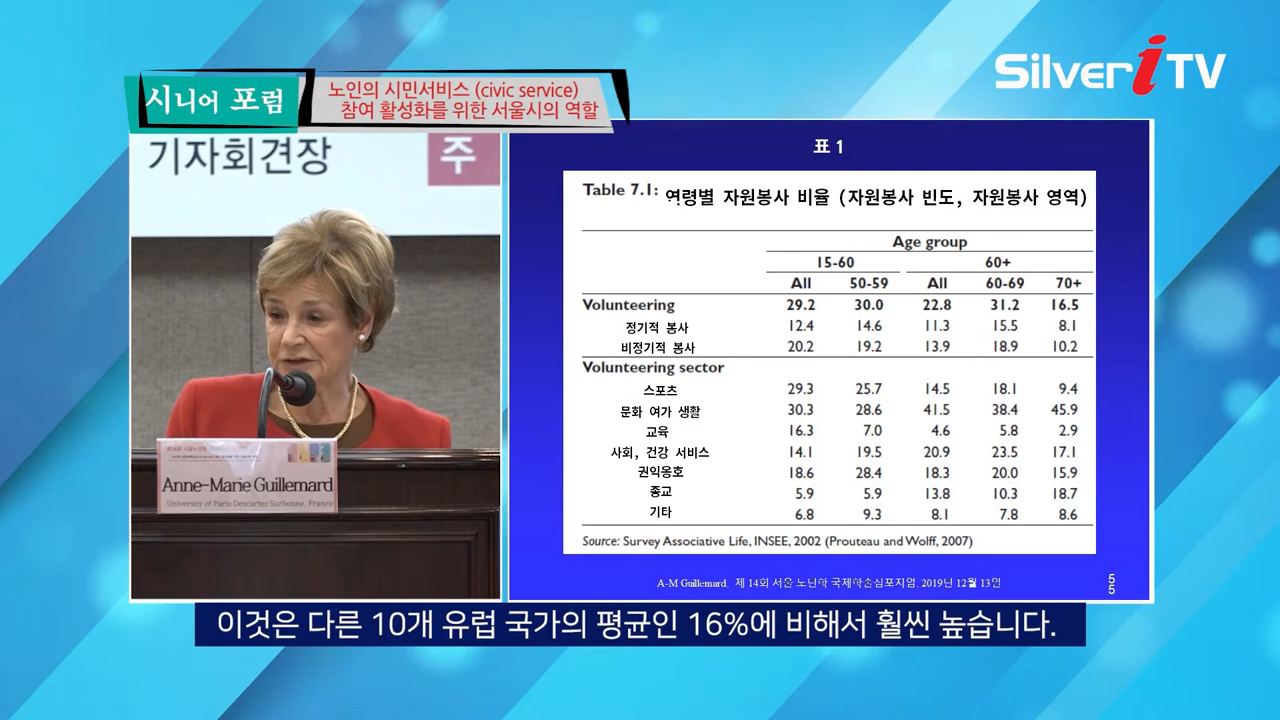 Silver i TV
시니어 포럼
노인의 시민서비스 (civic service)
참여 활성화를 위한 서울시의 역할
기자회견장
주
Anne-Marie Guillemard
University of Paris Descartes Sorbonne, France
표 1
Table 7.1: 연령별 자원봉사 비율 (자원봉사 빈도, 자원봉사 영역)
Age group
15-60 60+
All 50-59 All 60-69 70+
Volunteering 29.2 30.0 22.8 31.2 16.5
정기적 봉사 12.4 14.6 11.3 15.5 8.1
비정기적 봉사 20.2 19.2 13.9 18.9 10.2
Volunteering sector
스포츠 29.3 25.7 14.5 18.1 9.4
문화 여가 생활 30.3 28.6 41.5 38.4 45.9
교육 16.3 7.0 4.6 5.8 2.9
사회, 건강 서비스 14.1 19.5 20.9 23.5 17.1
권익옹호 18.6 28.4 18.3 20.0 15.9
종교 5.9 5.9 13.8 10.3 18.7
기타 6.8 9.3 8.1 7.8 8.6
Source: Survey Associative Life, INSEE, 2002 (Prouteau and Wolff, 2007)
A-M Guillemard, 제 14회 서울 노년학 국제학술심포지엄. 2019년 12월 13일
5
5
이것은 다른 10개 유럽 국가의 평균인 16%에 비해서 훨씬 높습니다.